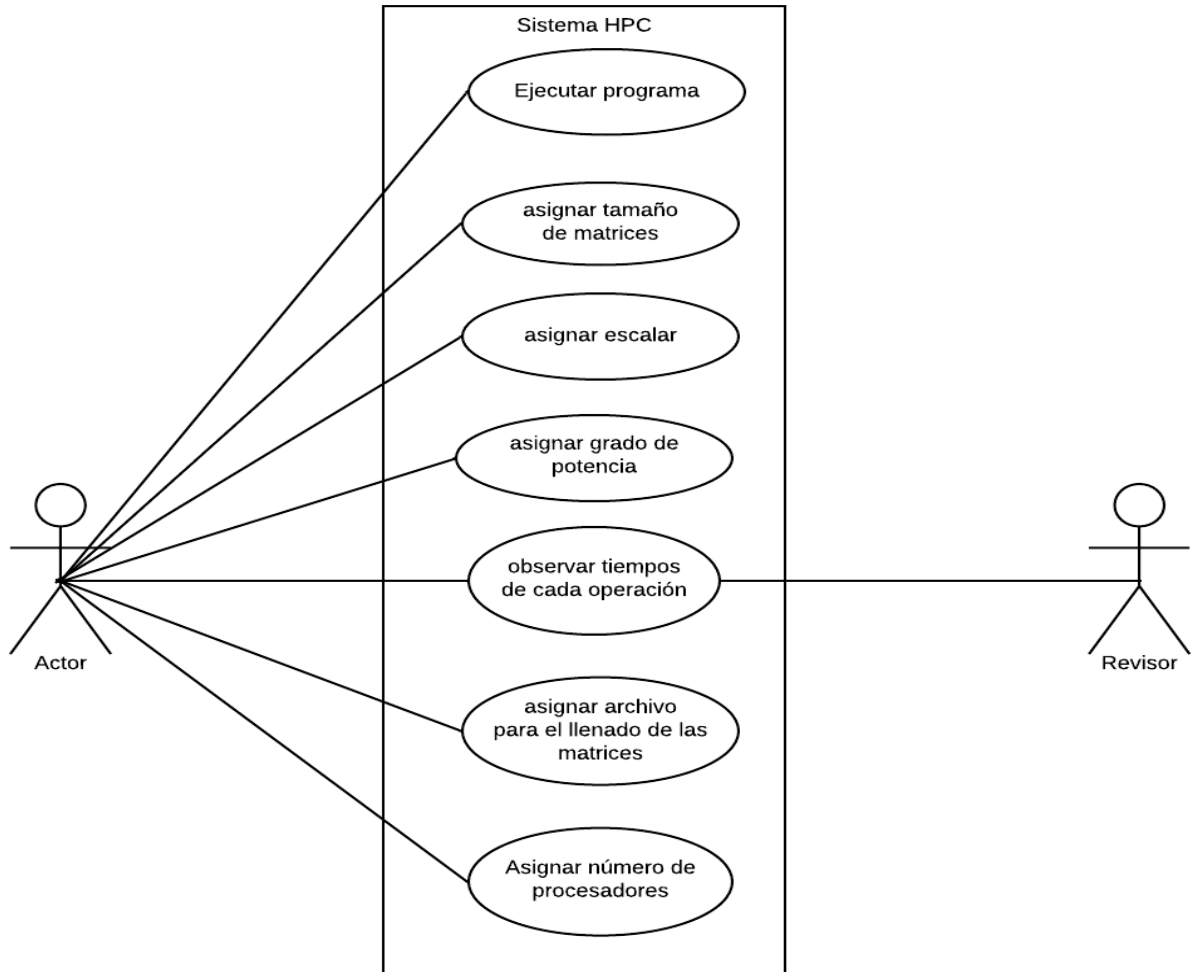 Sistema HPC
Ejecutar programa
asignar tamaño
de matrices
asignar escalar
asignar grado de
potencia
observar tiempos
de cada operación
Actor
Revisor
asignar archivo
para el llenado de las
matrices
Asignar número de
procesadores